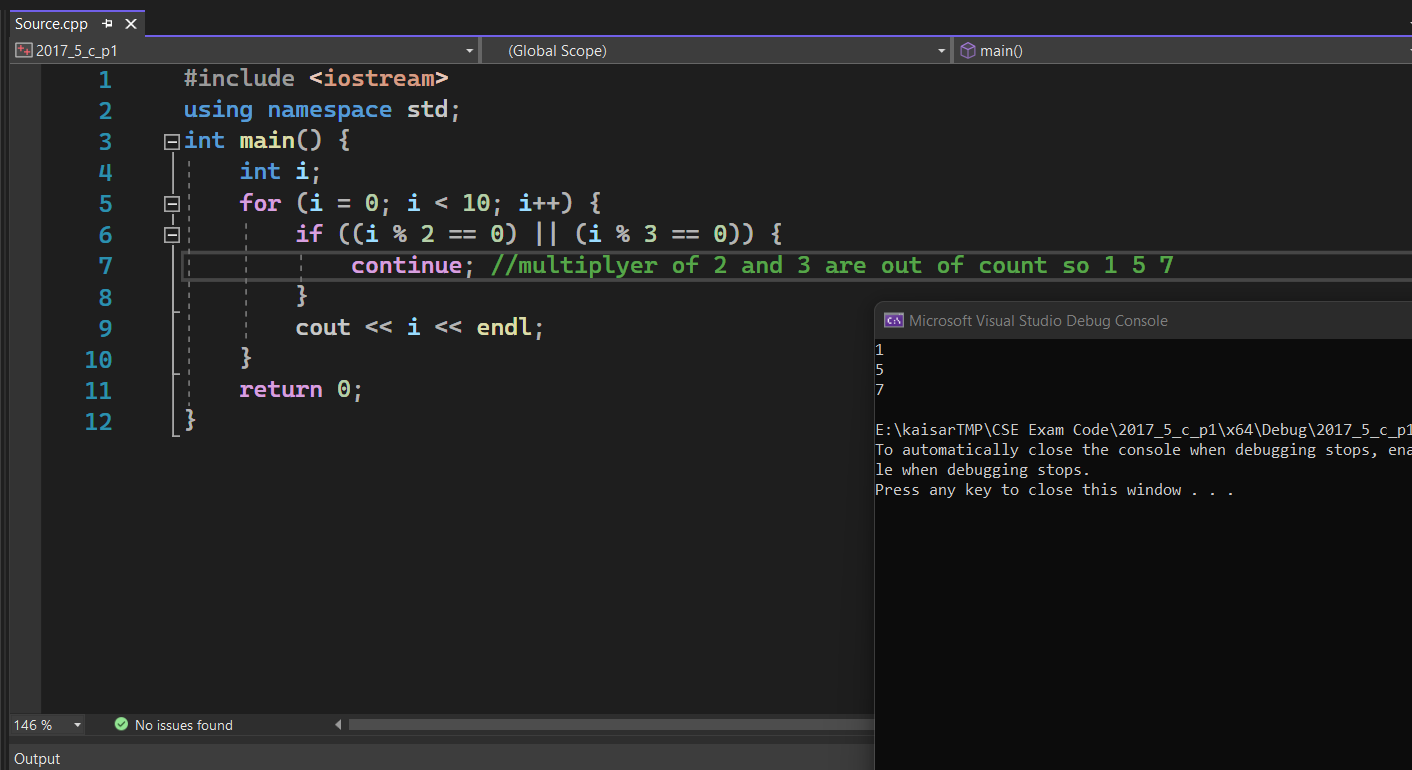 Source.cpp
2017_5_c_p1
(Global Scope)
main()
1 #include <iostream>
2 using namespace std;
3 int main() {
4 int i;
5 for (i = 0; i < 10; i++) {
6 if ((i % 2 == 0) || (i % 3 == 0)) {
7 continue; //multiplyer of 2 and 3 are out of count so 1 5 7
8 }
9 cout << i << endl;
10 }
11 return 0;
12 }
Microsoft Visual Studio Debug Console
1
5
7
E:\kaisarTMP\CSE Exam Code\2017_5_c_p1\x64\Debug\2017_5_c_p1
To automatically close the console when debugging stops, ena
le when debugging stops.
Press any key to close this window . . .
146 %
No issues found
Output